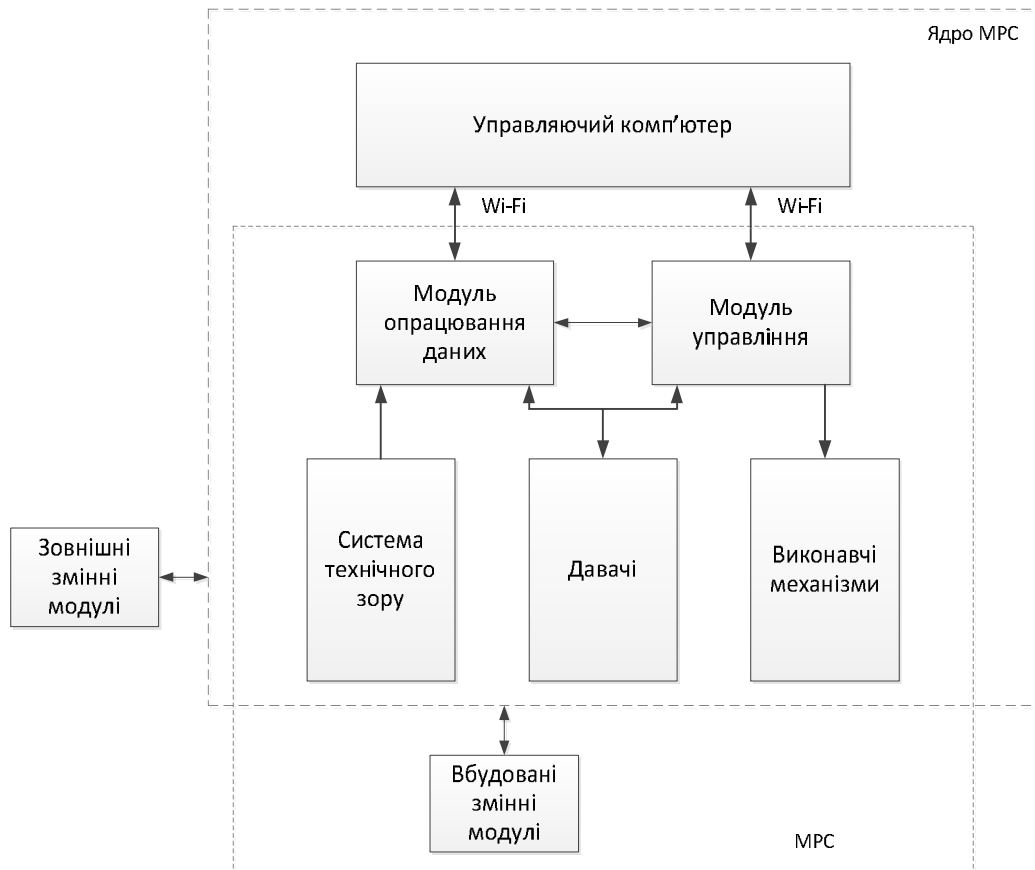 Ядро МРС
Управляючий комп’ютер
Wi-Fi
Wi-Fi
Модуль
опрацювання
даних
Модуль
управління
Система
технічного
зору
Давачі
Виконавчі
механізми
Зовнішні
змінні
модулі
Вбудовані
змінні
модулі
МРС